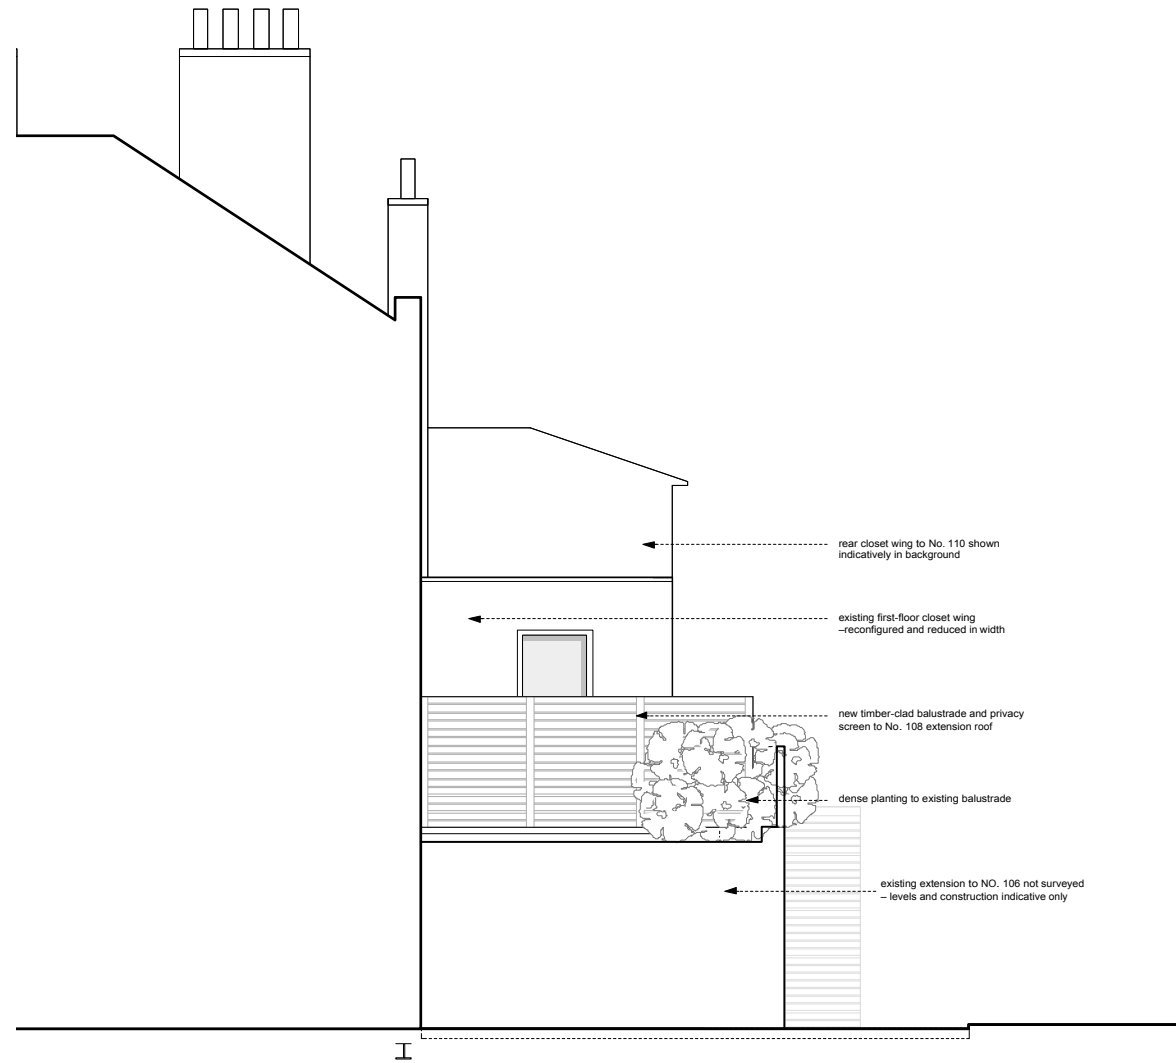 rear closet wing to No. 110 shown
indicatively in background
existing first-floor closet wing
–reconfigured and reduced in width
new timber-clad balustrade and privacy
screen to No. 108 extension roof
dense planting to existing balustrade
existing extension to NO. 106 not surveyed
– levels and construction indicative only